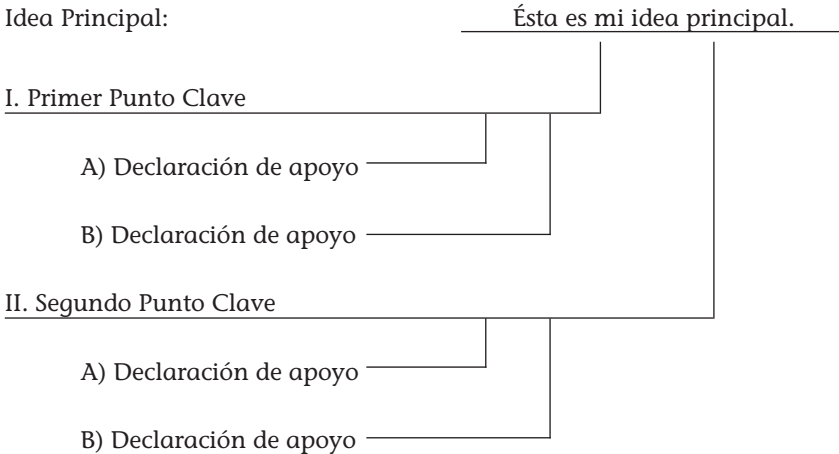 Idea Principal: Ésta es mi idea principal.
I. Primer Punto Clave
A) Declaración de apoyo
B) Declaración de apoyo
II. Segundo Punto Clave
A) Declaración de apoyo
B) Declaración de apoyo